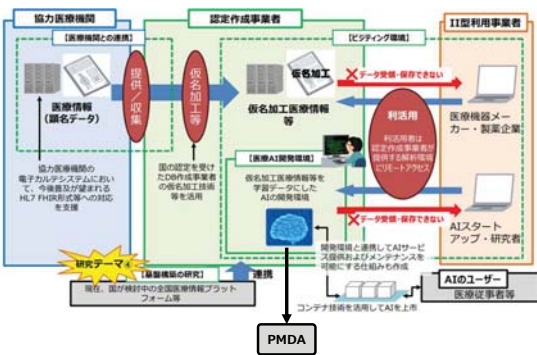 協力医療機関
認定作成事業者
II型利用事業者
【医療機関との連携】
【ビジティング環境】
医療情報
(顕名データ)
提供/収集
仮名加工等
仮名加工
仮名加工医療情報
等
データ受領・保存できない
医療機器メー
カー・製薬企業
利活用
利活用者は
認定作成事業者が
提供する解析環境
にリモートアクセス
協力医療機関の
電子カルテシステムにおい
て、今後普及が望まれる
HL7 FHIR形式等への対応
を支援
国の認定を受け
たDB作成事業者
の仮名加工技術
等を活用
【医療AI開発環境】
仮名加工医療情報等を
学習データにした
AIの開発環境
データ受領・保存できない
AIスタート
アップ・研究者
開発環境と連携してAIサービ
ス提供およびメンテナンスを
可能にする仕組みも作成
研究テーマ
【基盤構築の研究】
連携
現在、国が検討中の全国医療情報プラット
フォーム等
AIのユーザー
医療従事者等
コンテナ技術を活用してAIを上市
PMDA